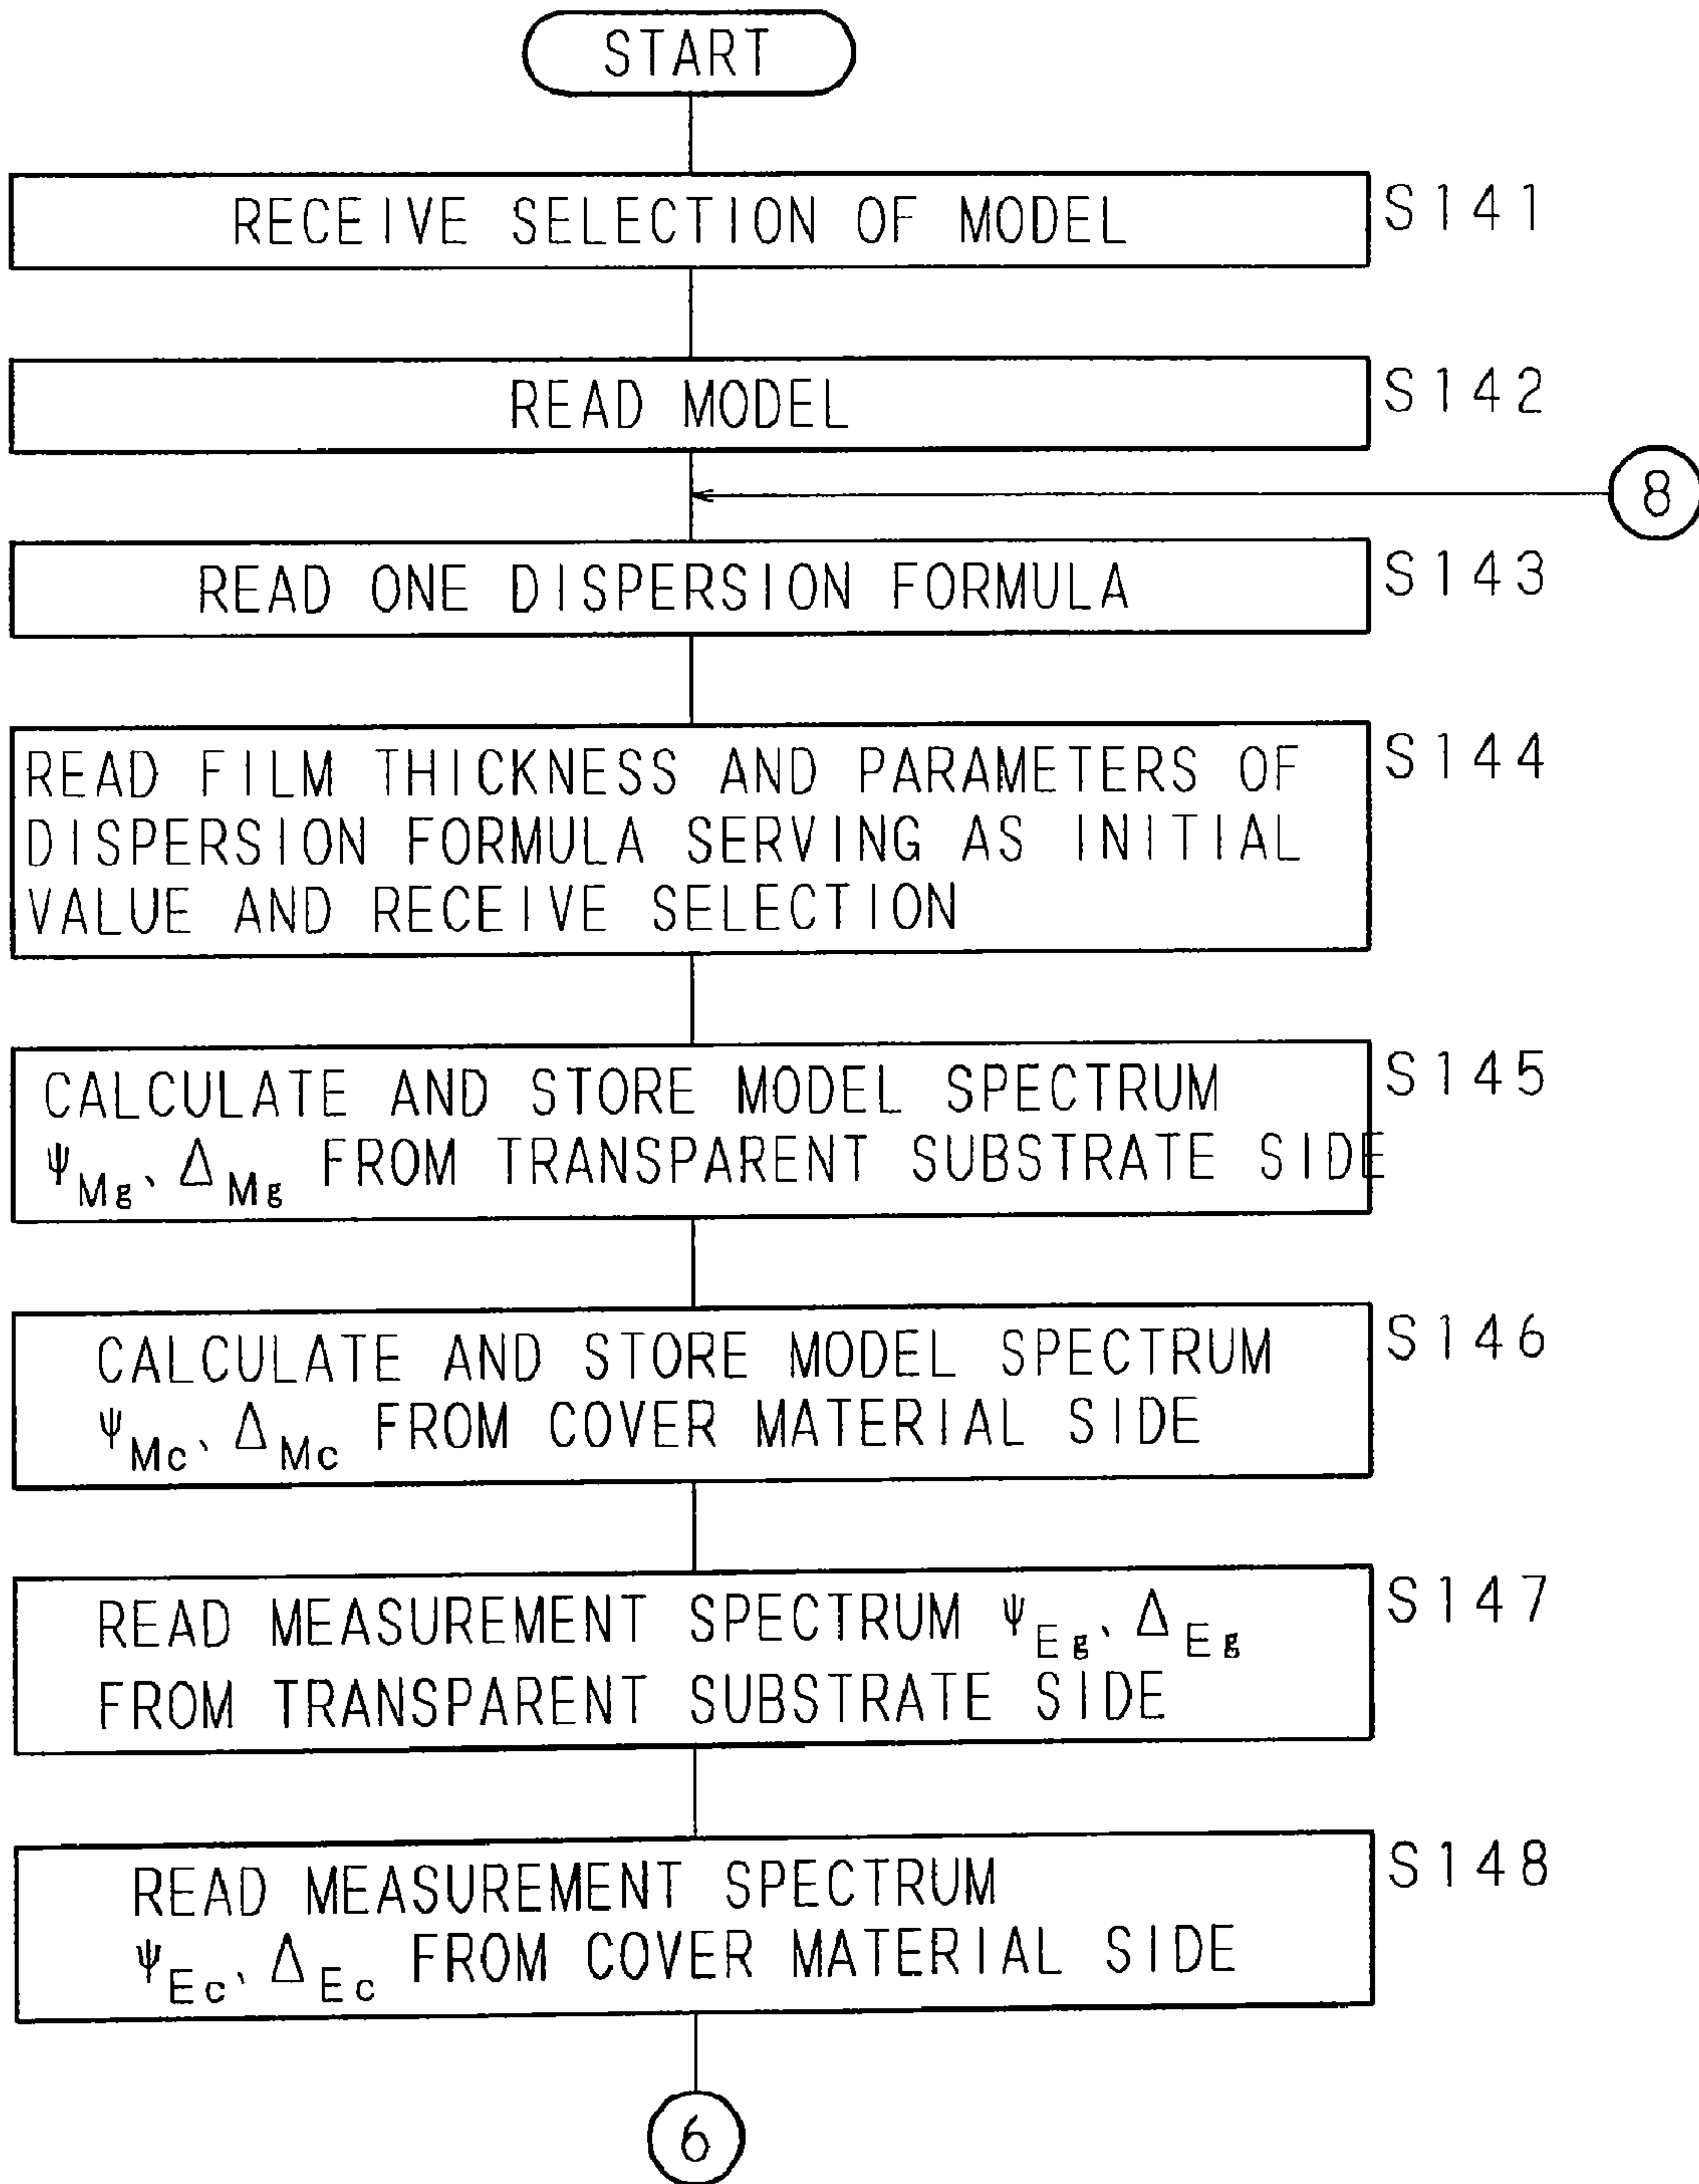 START
RECEIVE SELECTION OF MODEL
S141
READ MODEL
S142
8
READ ONE DISPERSION FORMULA
S143
READ FILM THICKNESS AND PARAMETERS OF
DISPERSION FORMULA SERVING AS INITIAL
VALUE AND RECEIVE SELECTION
S144
CALCULATE AND STORE MODEL SPECTRUM
ψMg、ΔMg FROM TRANSPARENT SUBSTRATE SIDE
S145
CALCULATE AND STORE MODEL SPECTRUM
ψMc、ΔMc FROM COVER MATERIAL SIDE
S146
READ MEASUREMENT SPECTRUM ψEg、ΔEg
FROM TRANSPARENT SUBSTRATE SIDE
S147
READ MEASUREMENT SPECTRUM
ψEc、ΔEc FROM COVER MATERIAL SIDE
S148
6